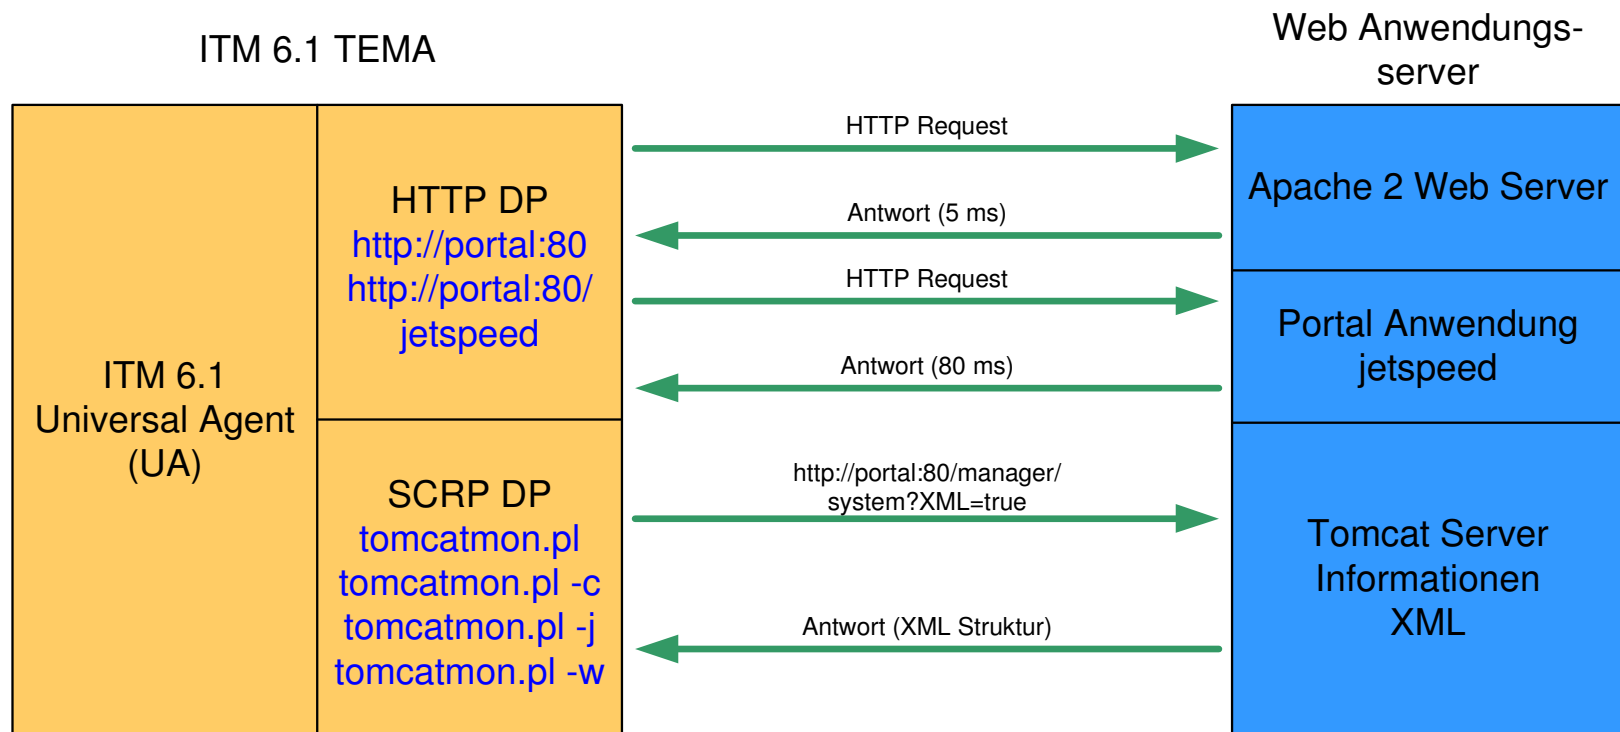 ITM 6.1 TEMA
Web Anwendungs-
server
ITM 6.1
Universal Agent
(UA)
HTTP DP
http://portal:80
http://portal:80/
jetspeed
SCRP DP
tomcatmon.pl
tomcatmon.pl -c
tomcatmon.pl -j
tomcatmon.pl -w
HTTP Request
Antwort (5 ms)
HTTP Request
Antwort (80 ms)
http://portal:80/manager/
system?XML=true
Antwort (XML Struktur)
Apache 2 Web Server
Portal Anwendung
jetspeed
Tomcat Server
Informationen
XML